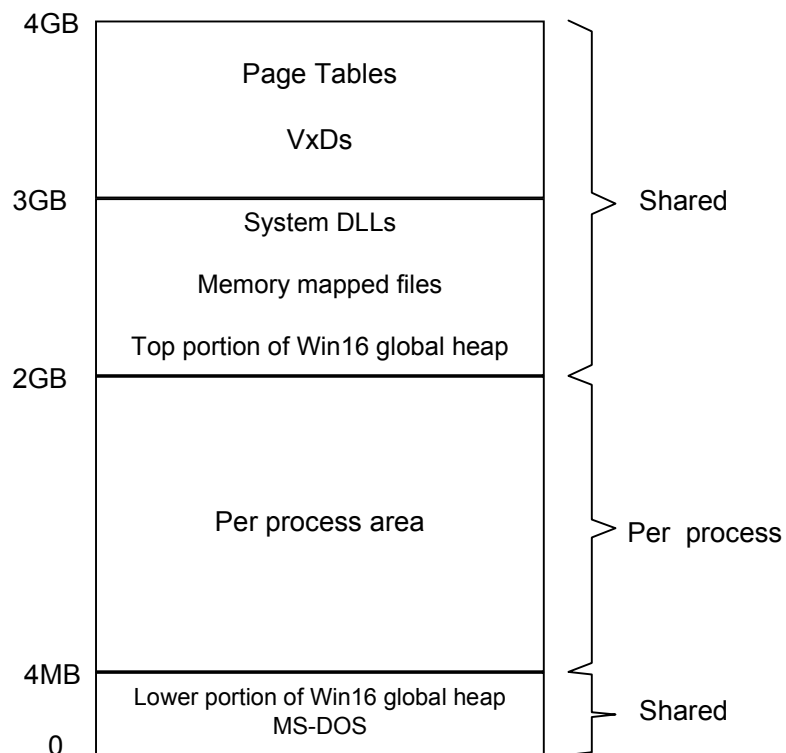 4GB
Page Tables
VxDs
3GB
Shared
System DLLs
Memory mapped files
Top portion of Win16 global heap
2GB
Per process area
Per process
4MB
Lower portion of Win16 global heap
MS-DOS
Shared
0